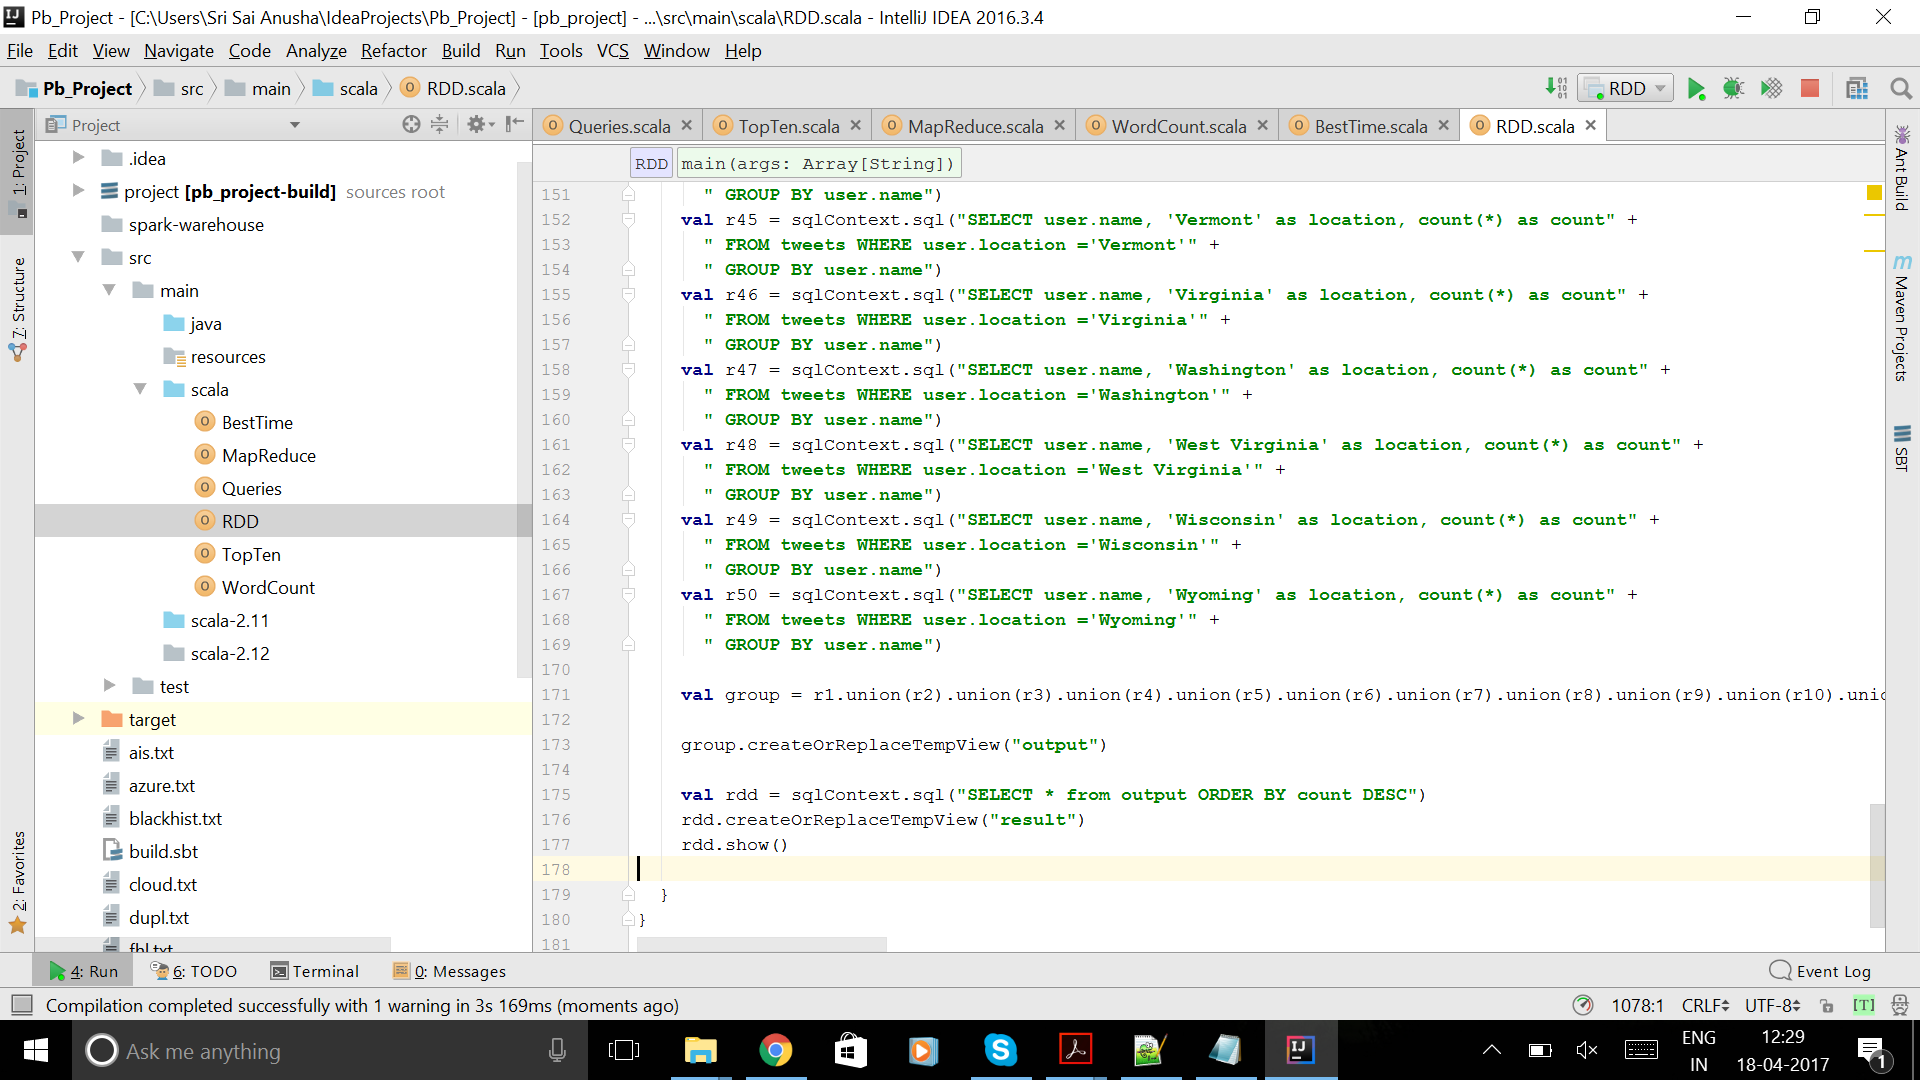 Pb_Project - [C:\Users\Sri Sai Anusha\IdeaProjects\Pb_Project] - [pb_project] - ...\src\main\scala\RDD.scala - IntelliJ IDEA 2016.3.4
File Edit View Navigate Code Analyze Refactor Build Run Tools VCS Window Help
Pb_Project src main scala RDD.scala RDD
Project
Queries.scala TopTen.scala MapReduce.scala WordCount.scala BestTime.scala RDD.scala
1: Project
7: Structure
2: Favorites
.idea
project [pb_project-build] sources root
spark-warehouse
src
main
java
resources
scala
BestTime
MapReduce
Queries
RDD
TopTen
WordCount
scala-2.11
scala-2.12
test
target
ais.txt
azure.txt
blackhist.txt
build.sbt
cloud.txt
dupl.txt
fhl.txt
RDD main(args: Array[String])
151 " GROUP BY user.name")
152 val r45 = sqlContext.sql("SELECT user.name, 'Vermont' as location, count(*) as count" +
153 " FROM tweets WHERE user.location ='Vermont'" +
154 " GROUP BY user.name")
155 val r46 = sqlContext.sql("SELECT user.name, 'Virginia' as location, count(*) as count" +
156 " FROM tweets WHERE user.location ='Virginia'" +
157 " GROUP BY user.name")
158 val r47 = sqlContext.sql("SELECT user.name, 'Washington' as location, count(*) as count" +
159 " FROM tweets WHERE user.location ='Washington'" +
160 " GROUP BY user.name")
161 val r48 = sqlContext.sql("SELECT user.name, 'West Virginia' as location, count(*) as count" +
162 " FROM tweets WHERE user.location ='West Virginia'" +
163 " GROUP BY user.name")
164 val r49 = sqlContext.sql("SELECT user.name, 'Wisconsin' as location, count(*) as count" +
165 " FROM tweets WHERE user.location ='Wisconsin'" +
166 " GROUP BY user.name")
167 val r50 = sqlContext.sql("SELECT user.name, 'Wyoming' as location, count(*) as count" +
168 " FROM tweets WHERE user.location ='Wyoming'" +
169 " GROUP BY user.name")
170
171 val group = r1.union(r2).union(r3).union(r4).union(r5).union(r6).union(r7).union(r8).union(r9).union(r10).unic
172
173 group.createOrReplaceTempView("output")
174
175 val rdd = sqlContext.sql("SELECT * from output ORDER BY count DESC")
176 rdd.createOrReplaceTempView("result")
177 rdd.show()
178
179 }
180 }
181
Ant Build
Maven Projects
SBT
4: Run 6: TODO Terminal 0: Messages Event Log
Compilation completed successfully with 1 warning in 3s 169ms (moments ago) 1078:1 CRLF UTF-8 [T]
Ask me anything
ENG 12:29
IN 18-04-2017 1